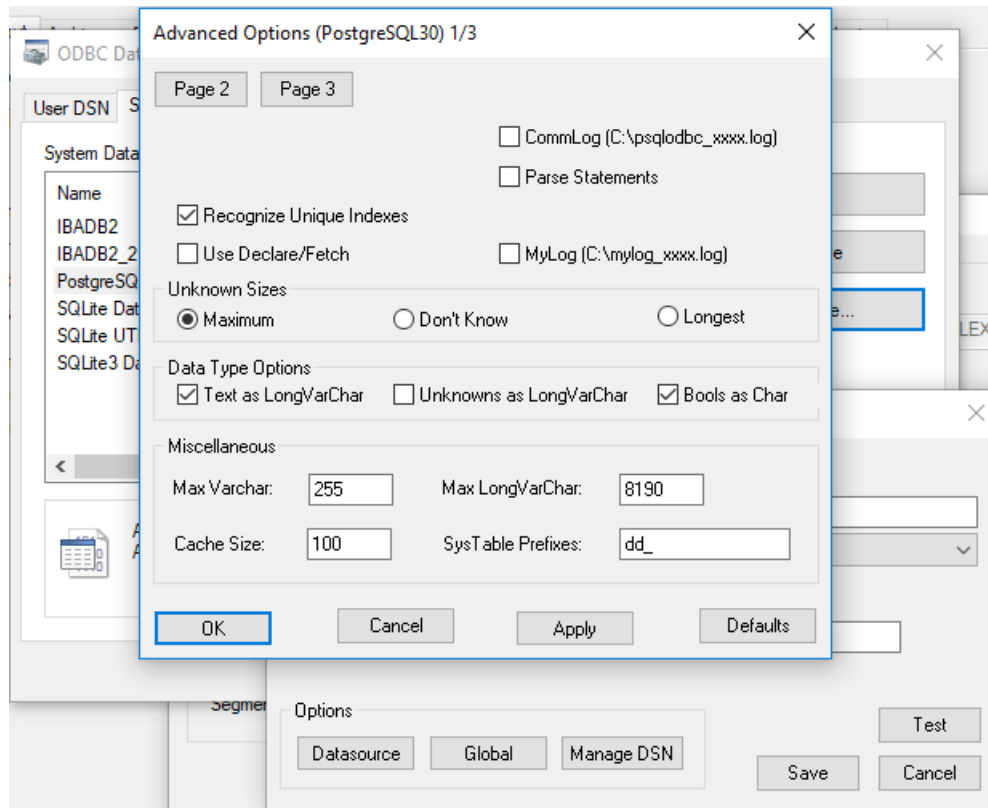 Advanced Options (PostgreSQL30) 1/3
ODBC Dat
Page 2 Page 3
User DSN S
CommLog (C:\psqlodbc_xxxx.log)
System Data
Parse Statements
Name
Recognize Unique Indexes
IBADB2
IBADB2_2
Use Declare/Fetch MyLog (C:\mylog_xxxx.log)
e
PostgreSQ
Unknown Sizes
SQLite Dat
Maximum Don't Know Longest
e...
SQLite UT
LEX
SQLite3 Da
Data Type Options
Text as LongVarChar Unknowns as LongVarChar Bools as Char
Miscellaneous
<
Max Varchar: 255 Max LongVarChar: 8190
Cache Size: 100 SysTable Prefixes: dd_
A
A
OK Cancel Apply Defaults
Segmen
Options
Datasource Global Manage DSN
Test
Save Cancel